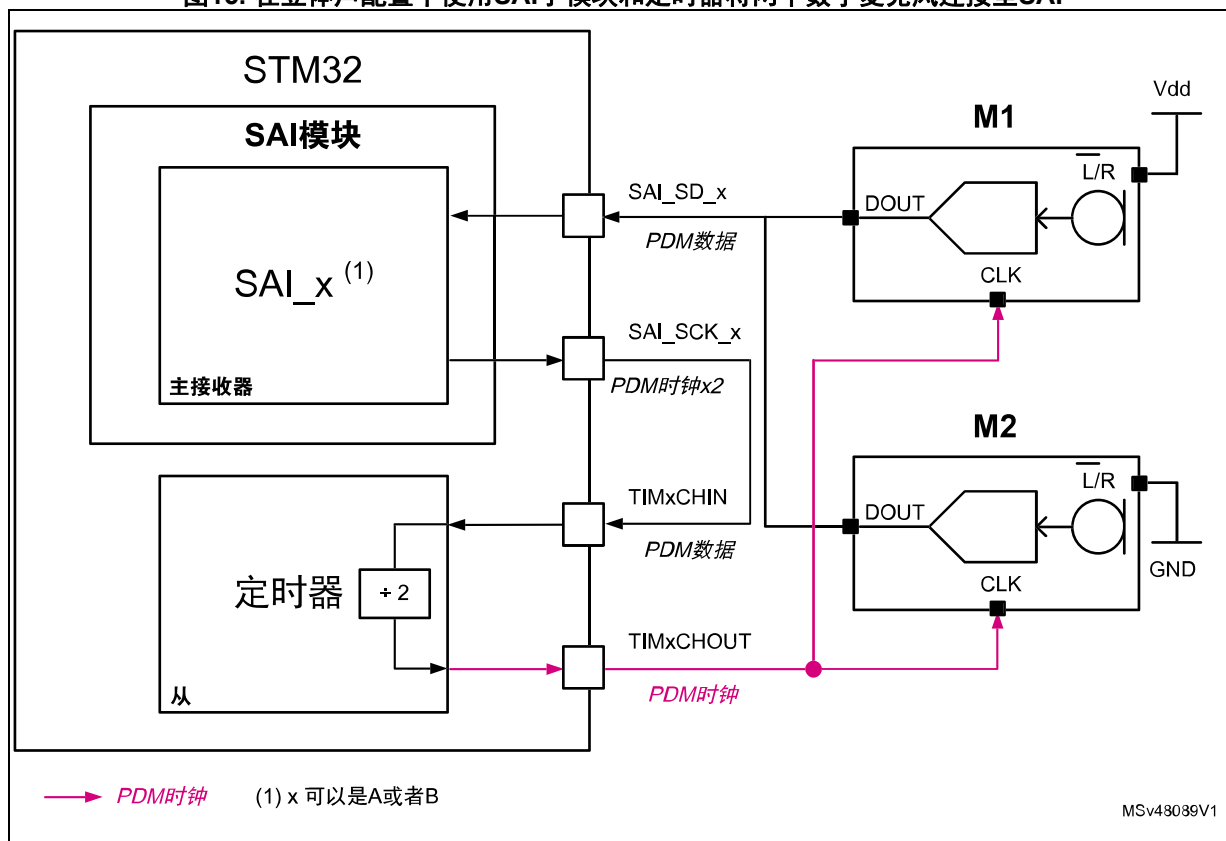 STM32
SAI模块
SAI_x (1)
主接收器
SAI_SD_x
PDM数据
SAI_SCK_x
PDM时钟x2
TIMxCHIN
PDM数据
定时器
÷ 2
从
TIMxCHOUT
PDM时钟
Vdd
M1
L/R
DOUT
CLK
M2
L/R
DOUT
GND
CLK
PDM时钟
(1) x 可以是A或者B
MSv48089V1